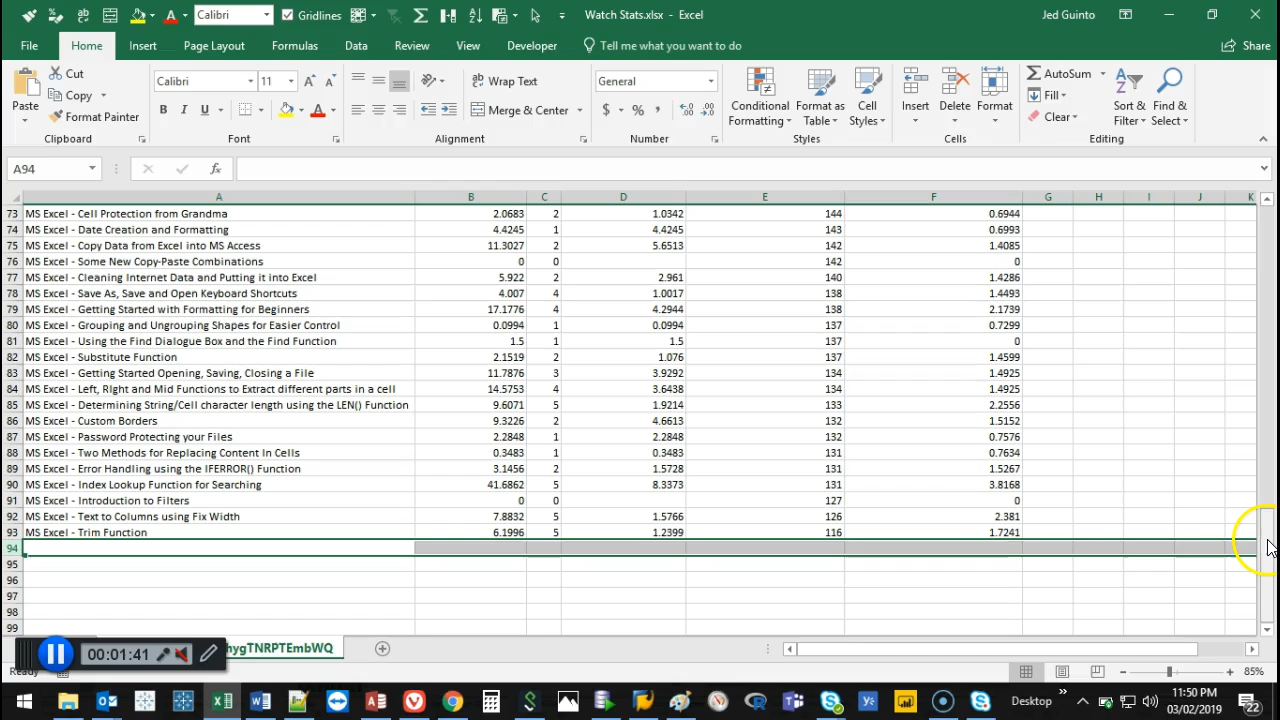 Calibri Gridlines Watch Stats.xlsx - Excel Jed Guinto
File Home Insert Page Layout Formulas Data Review View Developer Tell me what you want to do Share
Paste Cut Calibri 11 Wrap Text General Conditional Formatting Format as Table Cell Styles Insert Delete Format AutoSum Sort & Filter Find & Select
Copy Fill
Format Painter B I U Merge & Center $ % , Clear
Clipboard Font Alignment Number Styles Cells Editing
A94 fx
A B C D E F G H I J K
73 MS Excel - Cell Protection from Grandma 2.0683 2 1.0342 144 0.6944
74 MS Excel - Date Creation and Formatting 4.4245 1 4.4245 143 0.6993
75 MS Excel - Copy Data from Excel into MS Access 11.3027 2 5.6513 142 1.4085
76 MS Excel - Some New Copy-Paste Combinations 0 0 142 0
77 MS Excel - Cleaning Internet Data and Putting it into Excel 5.922 2 2.961 140 1.4286
78 MS Excel - Save As, Save and Open Keyboard Shortcuts 4.007 4 1.0017 138 1.4493
79 MS Excel - Getting Started with Formatting for Beginners 17.1776 4 4.2944 138 2.1739
80 MS Excel - Grouping and Ungrouping Shapes for Easier Control 0.0994 1 0.0994 137 0.7299
81 MS Excel - Using the Find Dialogue Box and the Find Function 1.5 1 1.5 137 0
82 MS Excel - Substitute Function 2.1519 2 1.076 137 1.4599
83 MS Excel - Getting Started Opening, Saving, Closing a File 11.7876 3 3.9292 134 1.4925
84 MS Excel - Left, RIght and Mid Functions to Extract different parts in a cell 14.5753 4 3.6438 134 1.4925
85 MS Excel - Determining String/Cell character length using the LEN() Function 9.6071 5 1.9214 133 2.2556
86 MS Excel - Custom Borders 9.3226 2 4.6613 132 1.5152
87 MS Excel - Password Protecting your Files 2.2848 1 2.2848 132 0.7576
88 MS Excel - Two Methods for Replacing Content In Cells 0.3483 1 0.3483 131 0.7634
89 MS Excel - Error Handling using the IFERROR() Function 3.1456 2 1.5728 131 1.5267
90 MS Excel - Index Lookup Function for Searching 41.6862 5 8.3373 131 3.8168
91 MS Excel - Introduction to Filters 0 0 127 0
92 MS Excel - Text to Columns using Fix Width 7.8832 5 1.5766 126 2.381
93 MS Excel - Trim Function 6.1996 5 1.2399 116 1.7241
94
95
96
97
98
99
00:01:41 hygTNRPTEmbWQ
Ready 85%
Desktop 11:50 PM
03/02/2019 22